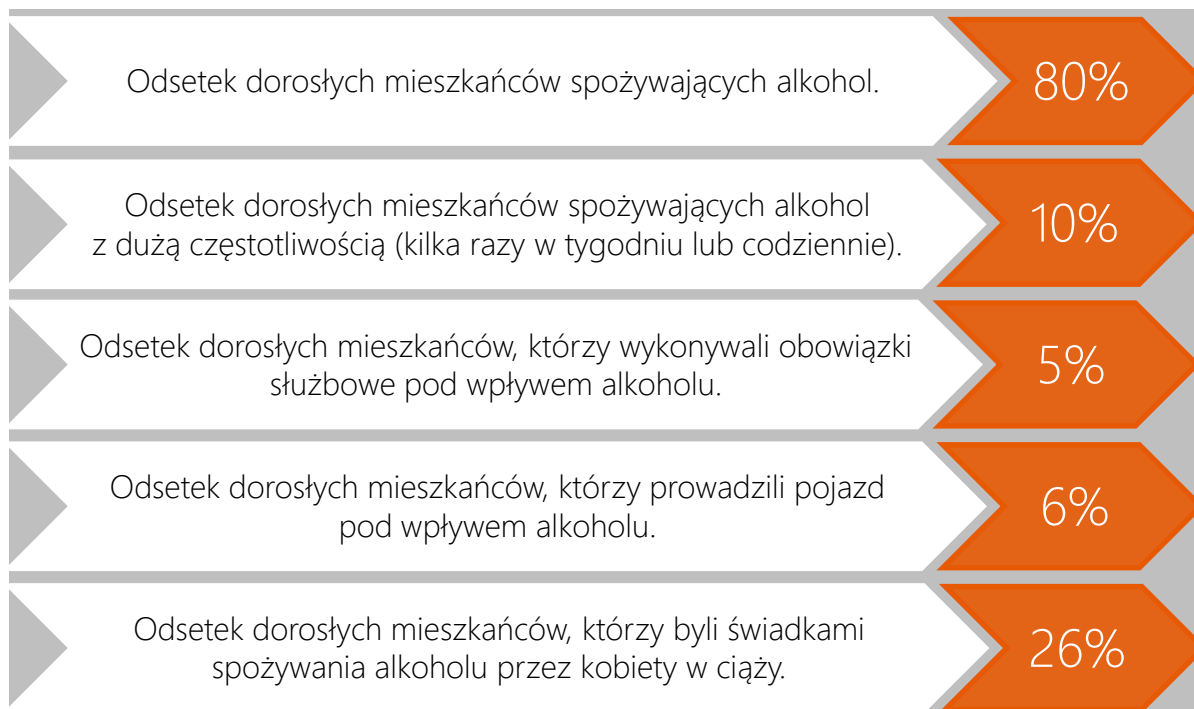 Odsetek dorosłych mieszkańców spożywających alkohol.
80%
Odsetek dorosłych mieszkańców spożywających alkohol
z dużą częstotliwością (kilka razy w tygodniu lub codziennie).
10%
Odsetek dorosłych mieszkańców, którzy wykonywali obowiązki
służbowe pod wpływem alkoholu.
5%
Odsetek dorosłych mieszkańców, którzy prowadzili pojazd
pod wpływem alkoholu.
6%
Odsetek dorosłych mieszkańców, którzy byli świadkami
spożywania alkoholu przez kobiety w ciąży.
26%